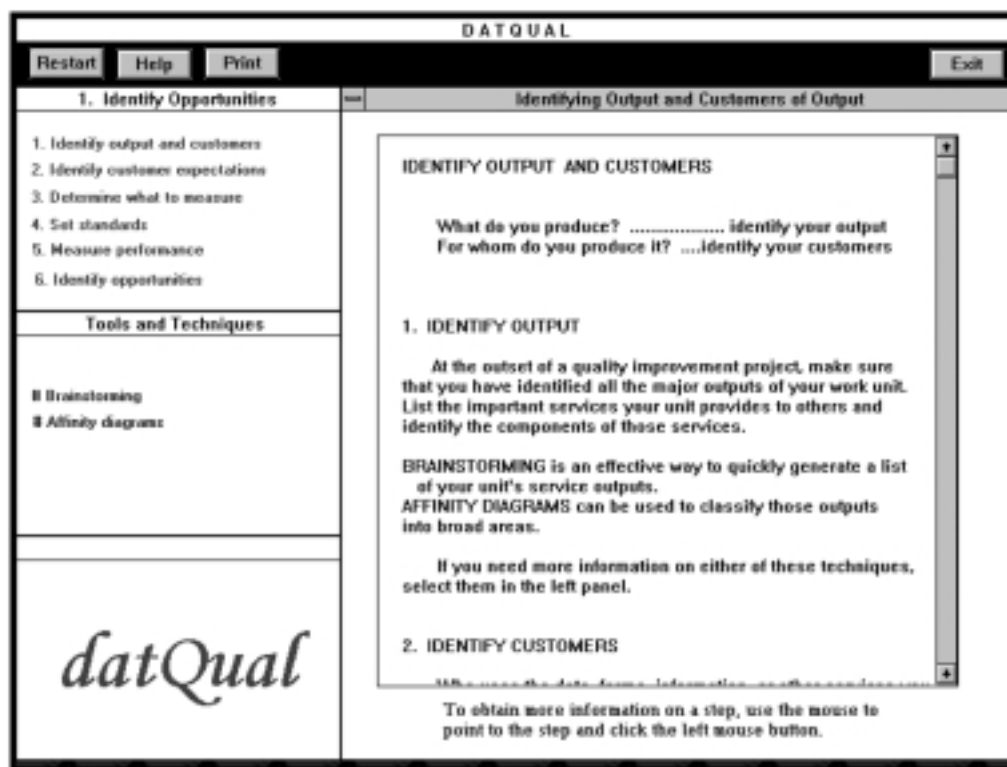 DATQUAL
Restart Help Print Exit
1. Identify Opportunities
1. Identify output and customers
2. Identify customer expectations
3. Determine what to measure
4. Set standards
5. Measure performance
6. Identify opportunities
Tools and Techniques
Brainstorming
Affinity diagrams
datQual
Identifying Output and Customers of Output
IDENTIFY OUTPUT AND CUSTOMERS
What do you produce? .................. identify your output
For whom do you produce it? ....identify your customers
1. IDENTIFY OUTPUT
At the outset of a quality improvement project, make sure
that you have identified all the major outputs of your work unit.
List the important services your unit provides to others and
identify the components of those services.
BRAINSTORMING is an effective way to quickly generate a list
of your unit's service outputs.
AFFINITY DIAGRAMS can be used to classify those outputs
into broad areas.
If you need more information on either of these techniques,
select them in the left panel.
2. IDENTIFY CUSTOMERS
To obtain more information on a step, use the mouse to
point to the step and click the left mouse button.